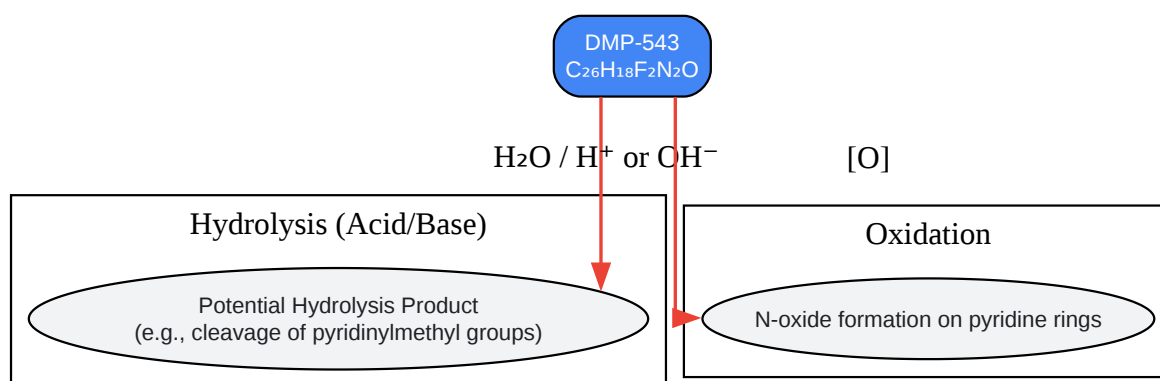 DMP-543
C₂₆H₁₈F₂N₂O
H₂O / H⁺ or OH⁻
[O]
Hydrolysis (Acid/Base)
Oxidation
Potential Hydrolysis Product
(e.g., cleavage of pyridinylmethyl groups)
N-oxide formation on pyridine rings